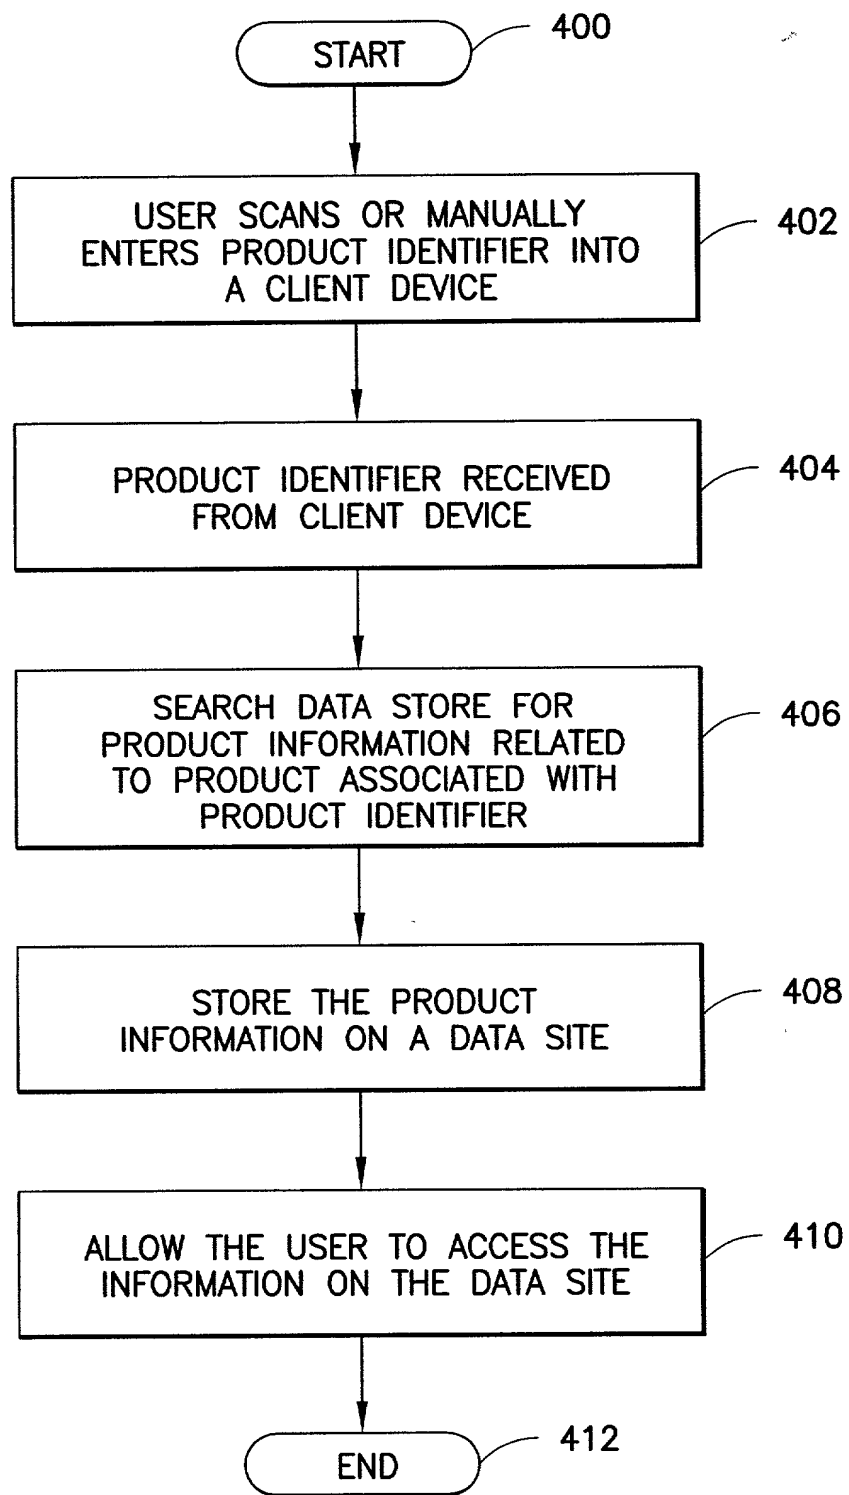 START
400
USER SCANS OR MANUALLY
ENTERS PRODUCT IDENTIFIER INTO
A CLIENT DEVICE
402
PRODUCT IDENTIFIER RECEIVED
FROM CLIENT DEVICE
404
SEARCH DATA STORE FOR
PRODUCT INFORMATION RELATED
TO PRODUCT ASSOCIATED WITH
PRODUCT IDENTIFIER
406
STORE THE PRODUCT
INFORMATION ON A DATA SITE
408
ALLOW THE USER TO ACCESS THE
INFORMATION ON THE DATA SITE
410
END
412